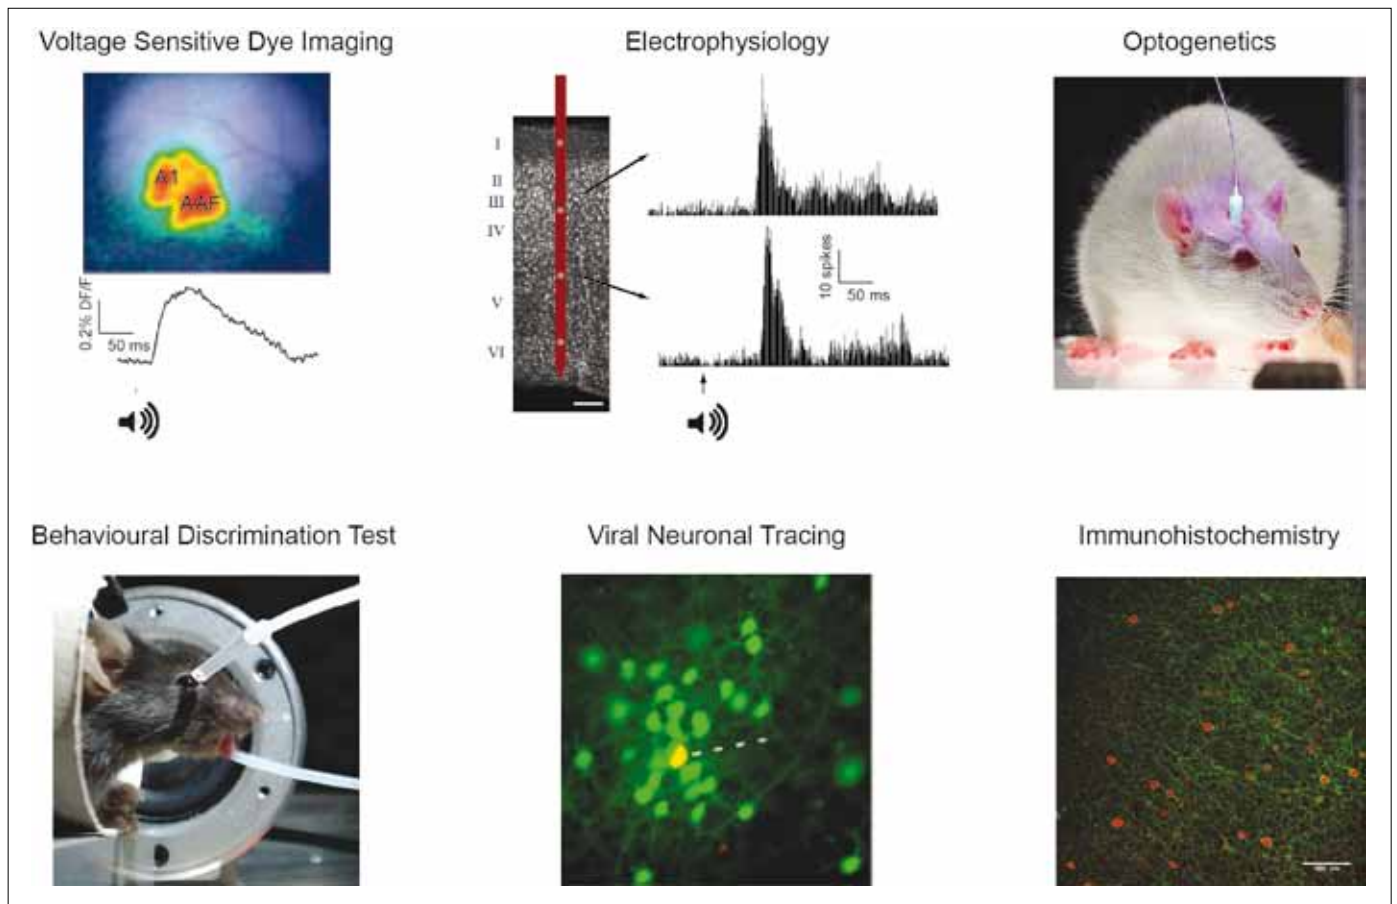 Voltage Sensitive Dye Imaging
A1
AAF
0.2% DF/F
50 ms
Electrophysiology
I
II
III
IV
V
VI
10 spikes
50 ms
Optogenetics
Behavioural Discrimination Test
Viral Neuronal Tracing
Immunohistochemistry